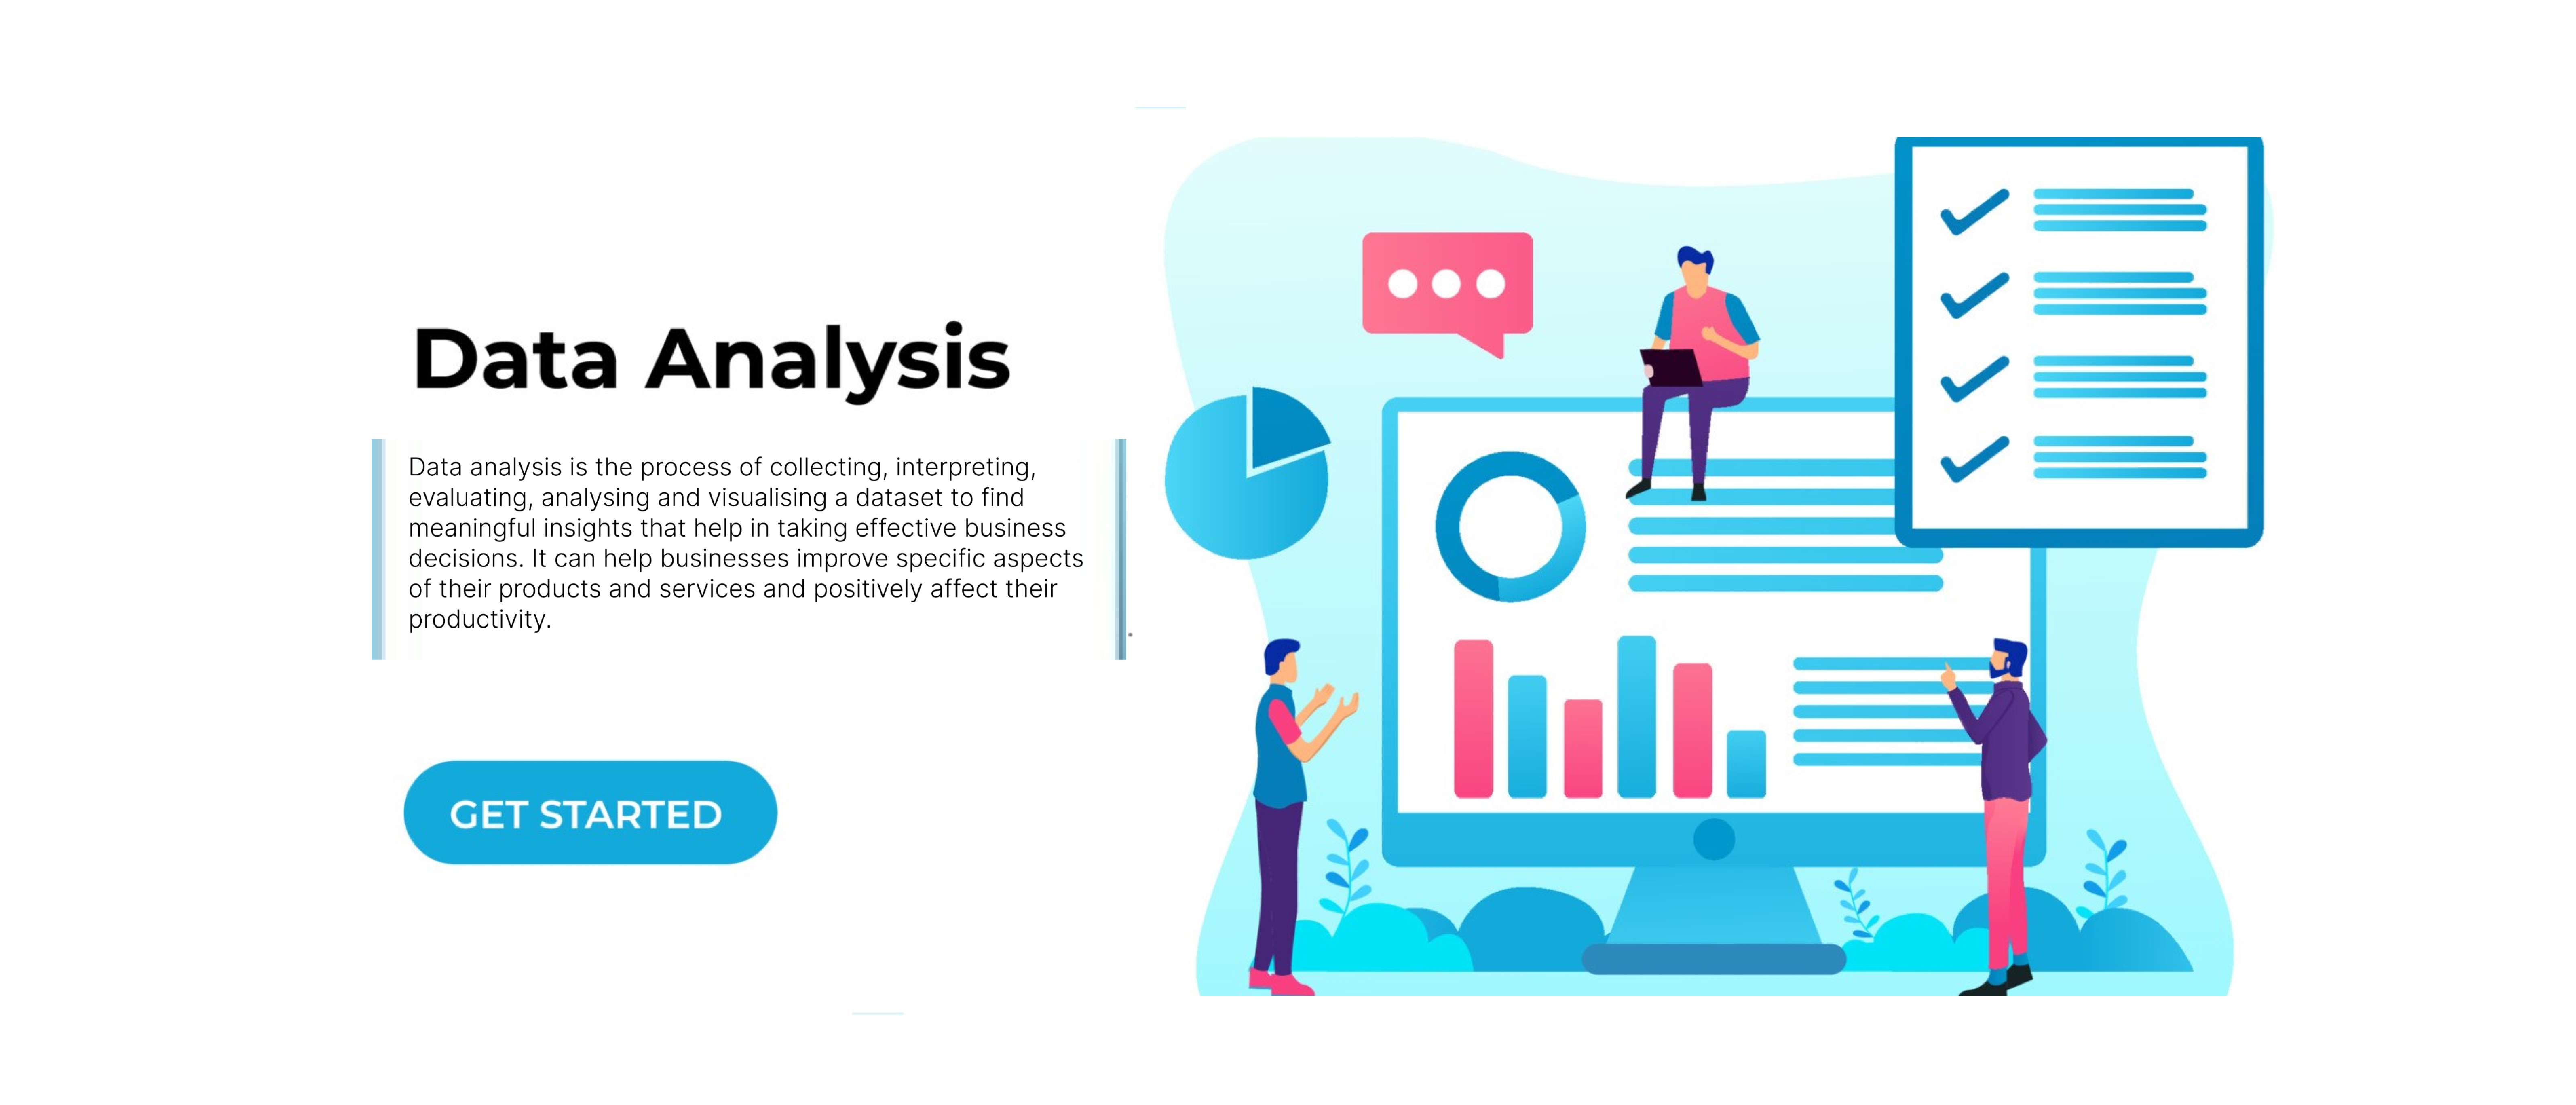 Data Analysis
Data analysis is the process of collecting, interpreting,
evaluating, analysing and visualising a dataset to find
meaningful insights that help in taking effective business
decisions. It can help businesses improve specific aspects
of their products and services and positively affect their
productivity.
GET STARTED